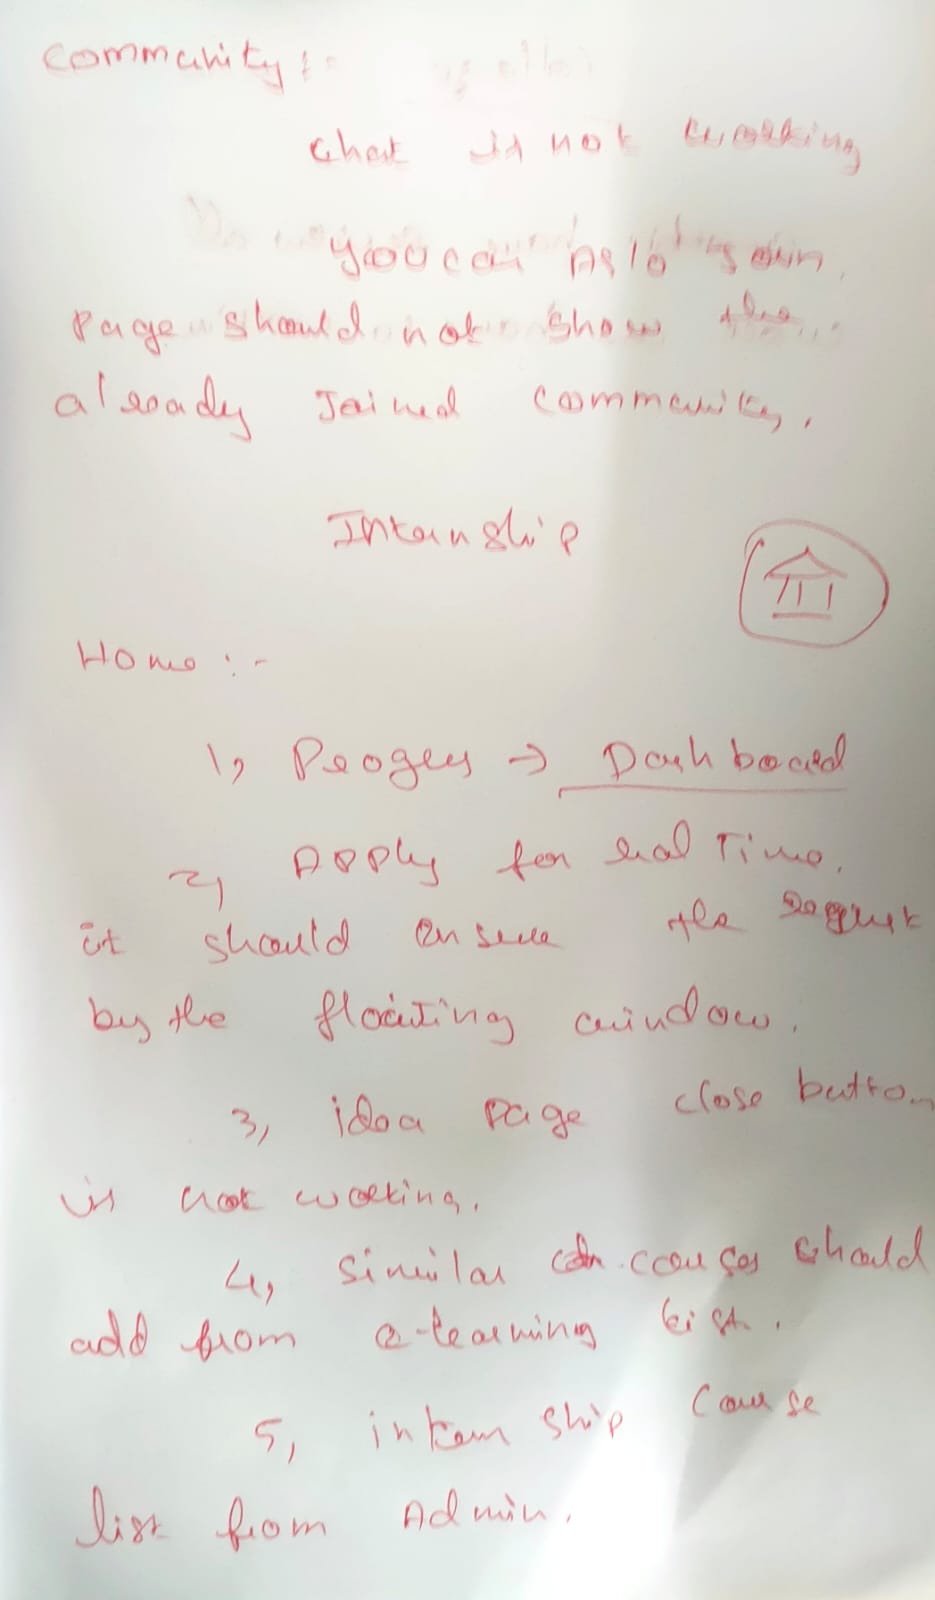 Community :-
Chat is not working
You can Also Join
Page should not show the
already Joined Community.
Internship
Home :-
1, Progress → Dashboard
2, Apply for real Time.
it should ensure the request
by the floating window.
3, idea page close button
is not working.
4, similar courses should
add from e-learning list.
5, internship course
list from Admin.